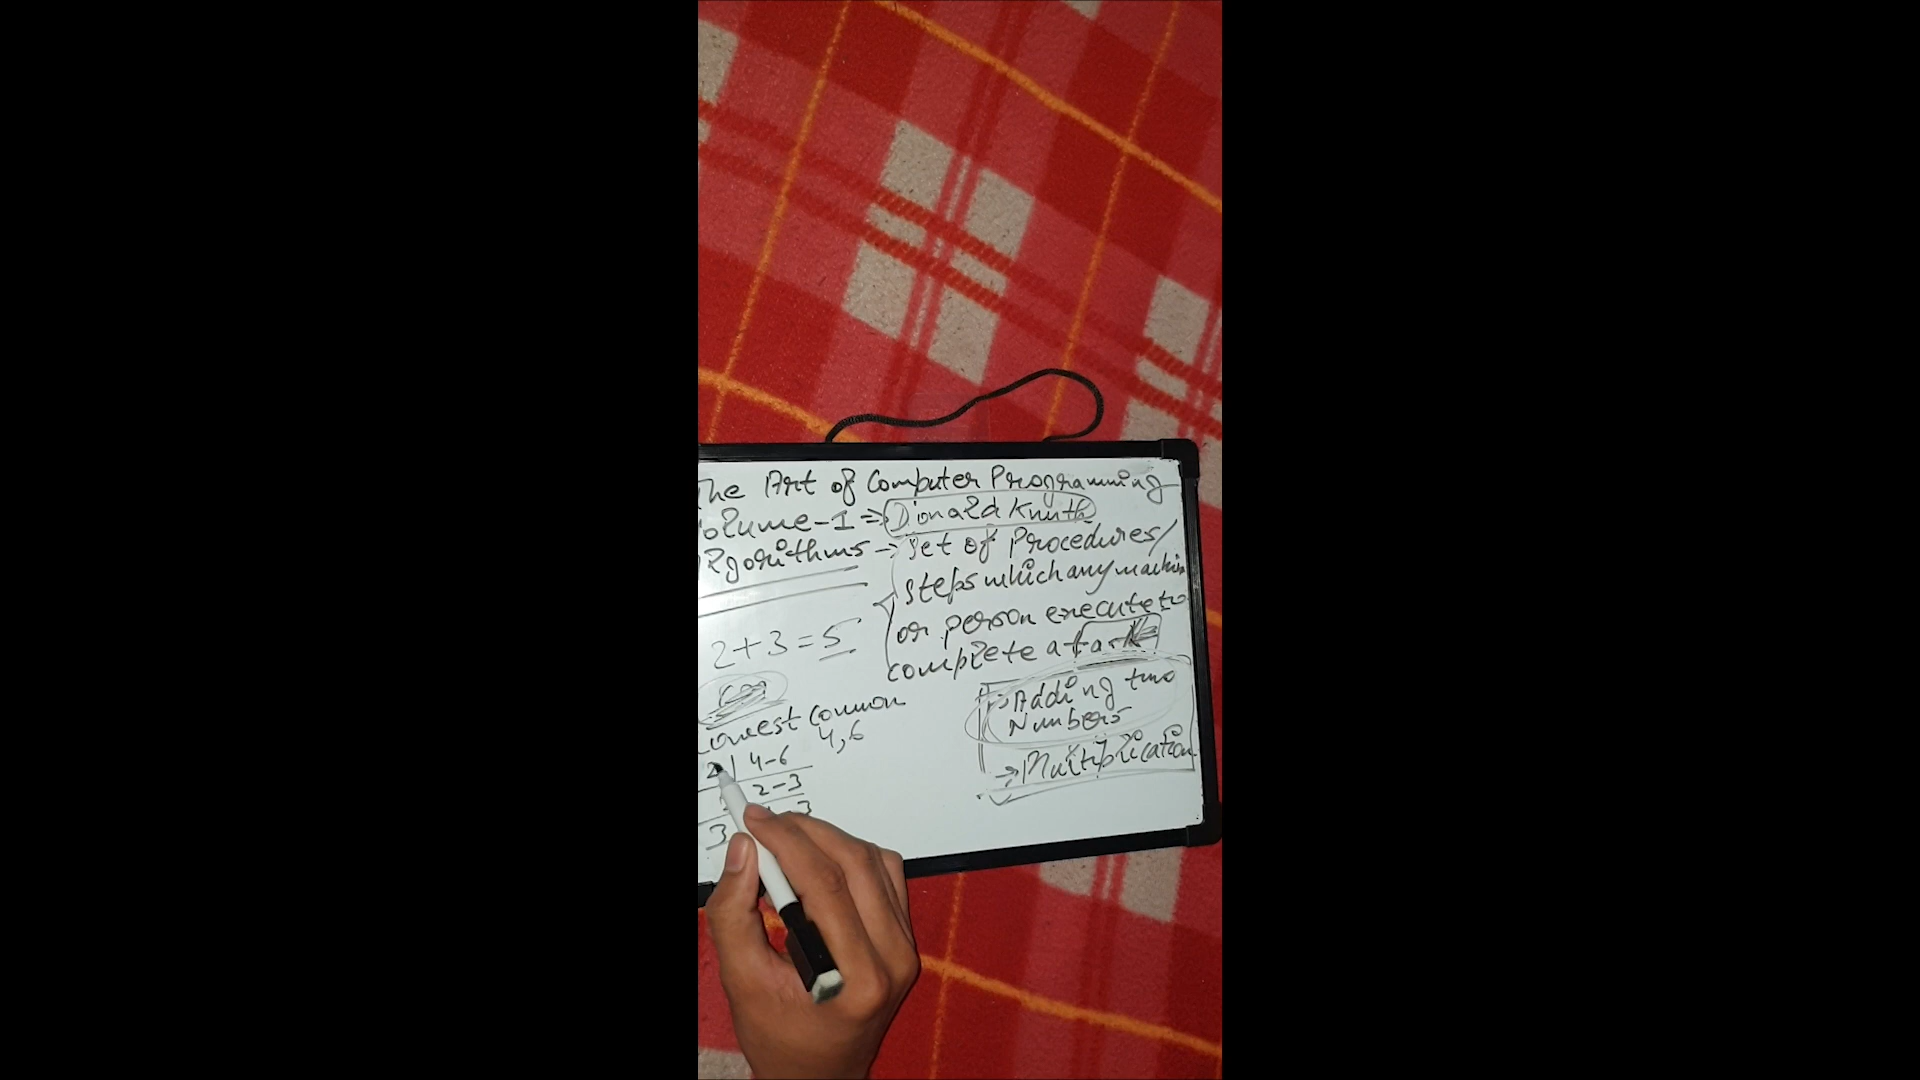 The Art of Computer Programming
Volume-1 => Donald Knuth
Algorithms -> Set of Procedures/
steps which any machine
or person execute to
complete a task
2+3=5
Lowest common
4,6
2 | 4-6
2-3
3
-> Adding two
Numbers
-> Multiplication